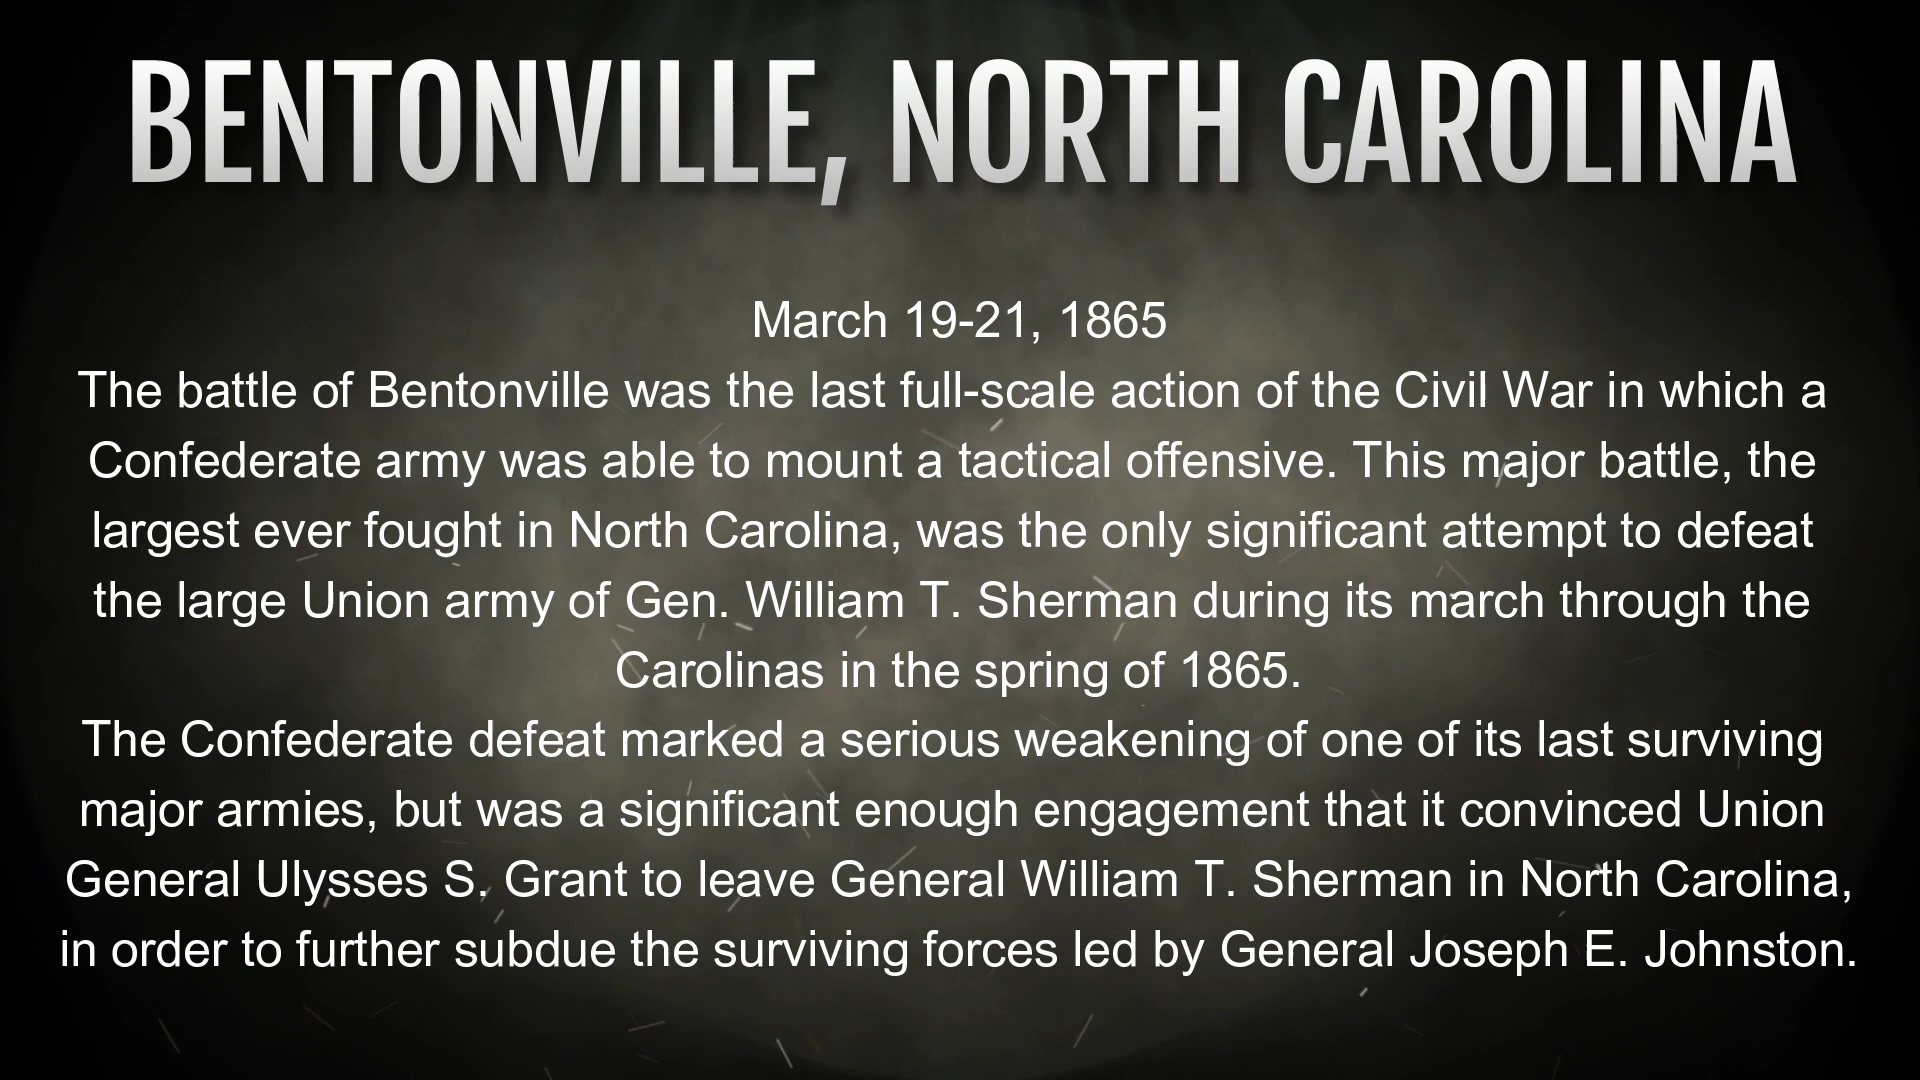 BENTONVILLE, NORTH CAROLINA
March 19-21, 1865
The battle of Bentonville was the last full-scale action of the Civil War in which a
Confederate army was able to mount a tactical offensive. This major battle, the
largest ever fought in North Carolina, was the only significant attempt to defeat
the large Union army of Gen. William T. Sherman during its march through the
Carolinas in the spring of 1865.
The Confederate defeat marked a serious weakening of one of its last surviving
major armies, but was a significant enough engagement that it convinced Union
General Ulysses S. Grant to leave General William T. Sherman in North Carolina,
in order to further subdue the surviving forces led by General Joseph E. Johnston.